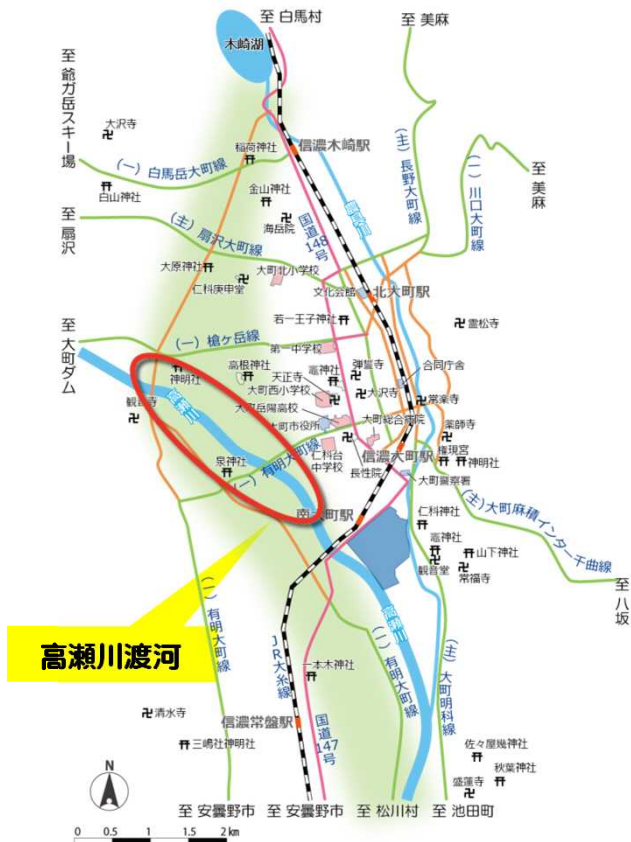 至 白馬村
至 美麻
木崎湖
至 爺ガ岳スキー場
大沢寺
稲荷神社
信濃木崎駅
(主)長野大町線
(一)川口大町線
至 美麻
(一)白馬岳大町線
白山神社
金山神社
海岳院
国道148号
農具川
至 扇沢
(主)扇沢大町線
大原神社
仁科庚申堂
大町北小学校
文化会館
北大町駅
若一王子神社
霊松寺
至 大町ダム
(一)槍ヶ岳線
第一中学校
神明社
高根神社
竈神社
弾誓寺
合同庁舎
天正寺
大町西小学校
大沢寺
常楽寺
観音寺
高瀬川
大町岳陽高校
大町市役所
大町総合病院
薬師寺
権現宮
神明社
泉神社
(一)有明大町線
仁科台
中学校
長性院
信濃大町駅
大町警察署
(主)大町麻積インター千曲線
南大町駅
仁科神社
竈神社
山下神社
観音堂
常福寺
至 八坂
高瀬川渡河
(一)有明大町線
JR大糸線
高瀬川
(一)有明大町線
(主)大町明科線
一本木神社
清水寺
信濃常盤駅
国道147号
三嶋社神明社
佐々屋幾神社
秋葉神社
盛蓮寺
N
至 安曇野市
至 安曇野市
至 松川村
至 池田町
0 0.5 1 1.5 2㎞